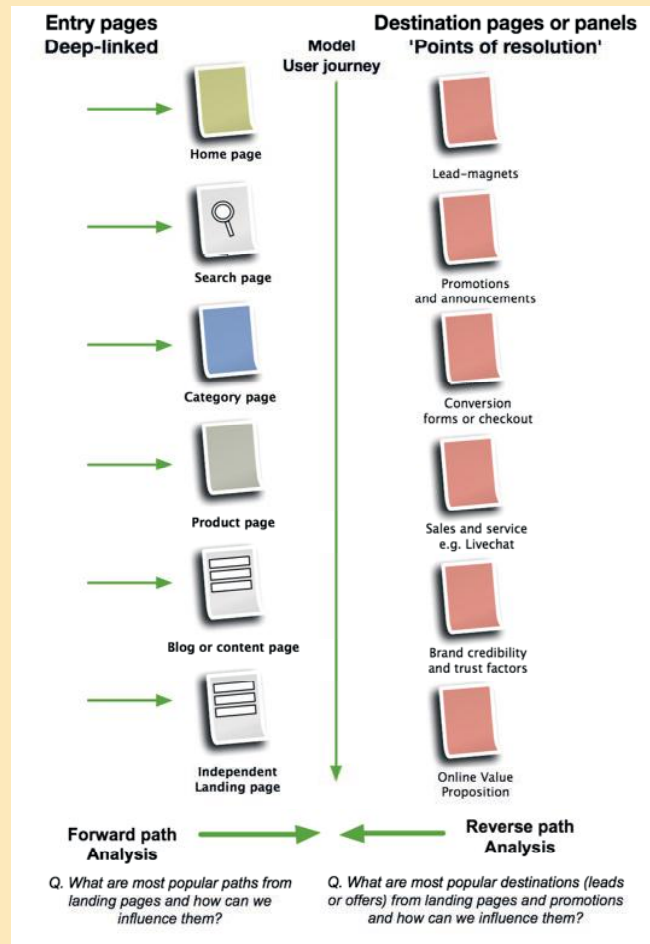 Entry pages
Deep-linked
Model
User journey
Destination pages or panels
'Points of resolution'
Home page
Search page
Category page
Product page
Blog or content page
Independent
Landing page
Lead-magnets
Promotions
and announcements
Conversion
forms or checkout
Sales and service
e.g. Livechat
Brand credibility
and trust factors
Online Value
Proposition
Forward path
Analysis
Reverse path
Analysis
Q. What are most popular paths from
landing pages and how can we
influence them?
Q. What are most popular destinations (leads
or offers) from landing pages and promotions
and how can we influence them?